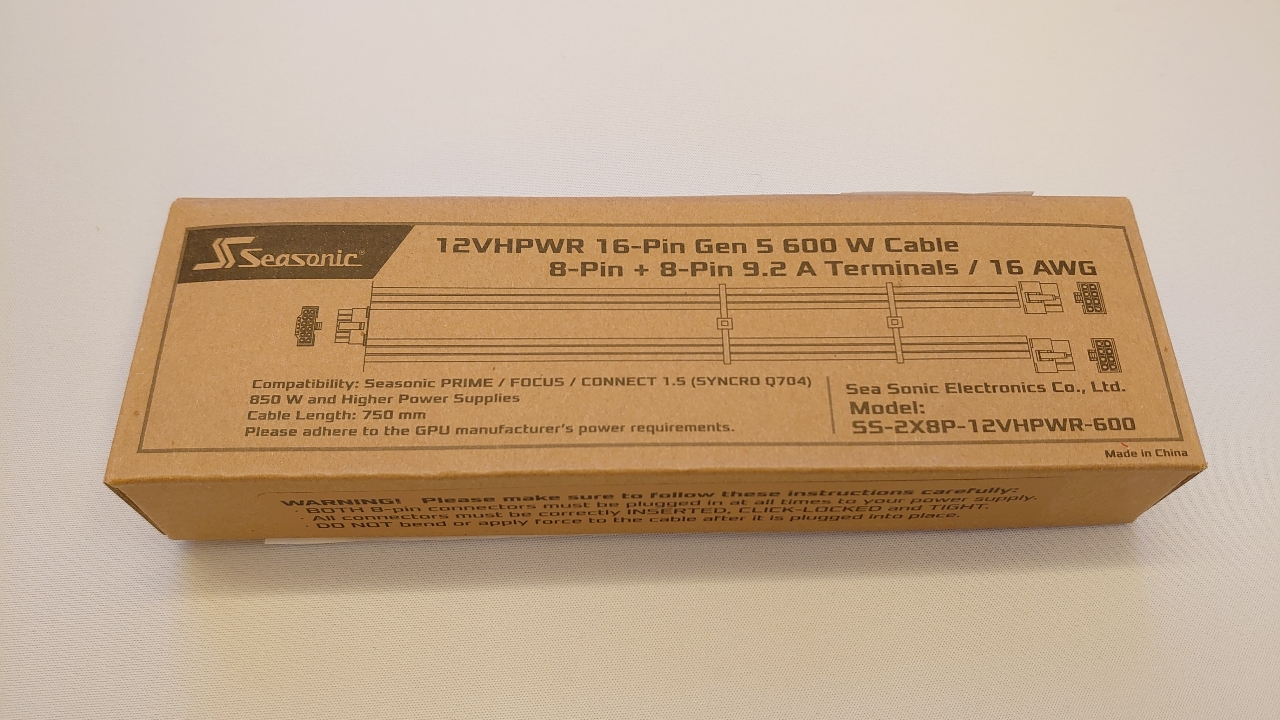 Seasonic®
12VHPWR 16-Pin Gen 5 600 W Cable
8-Pin + 8-Pin 9.2 A Terminals / 16 AWG
Compatibility: Seasonic PRIME / FOCUS / CONNECT 1.5 (SYNCRO Q704)
850 W and Higher Power Supplies
Cable Length: 750 mm
Please adhere to the GPU manufacturer's power requirements.
Sea Sonic Electronics Co., Ltd.
Model:
SS-2X8P-12VHPWR-600
Made in China
WARNING! Please make sure to follow these instructions carefully:
· BOTH 8-pin connectors must be plugged in at all times to your power supply.
· All connectors must be correctly INSERTED, CLICK-LOCKED and TIGHT.
· DO NOT bend or apply force to the cable after it is plugged into place.